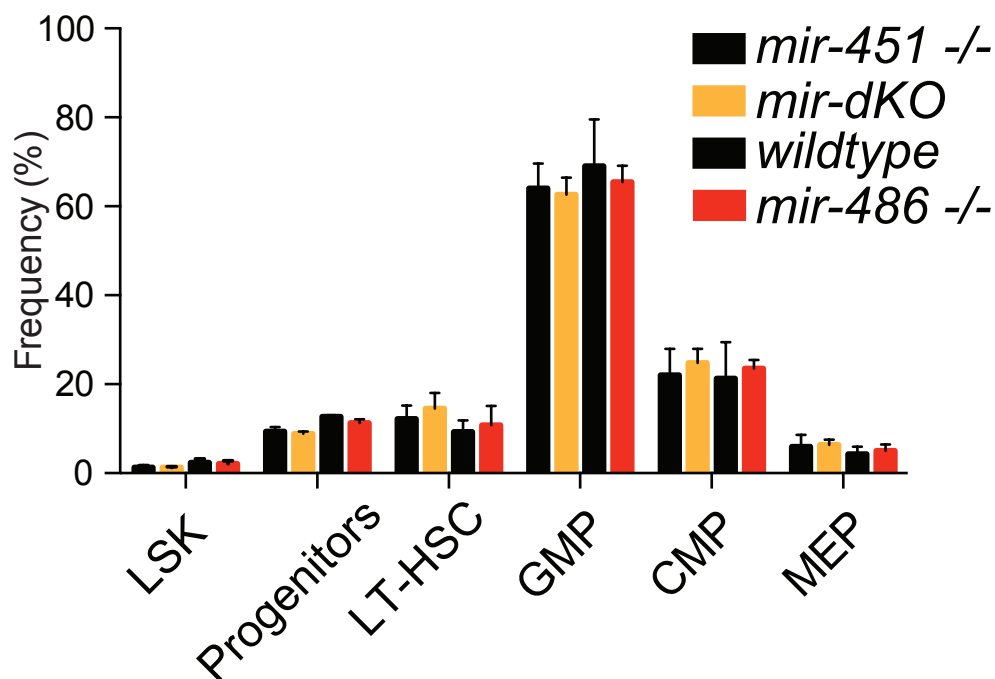 100
80
60
40
20
0
Frequency (%)
mir-451 -/-
mir-dKO
wildtype
mir-486 -/-
LSK
Progenitors
LT-HSC
GMP
CMP
MEP